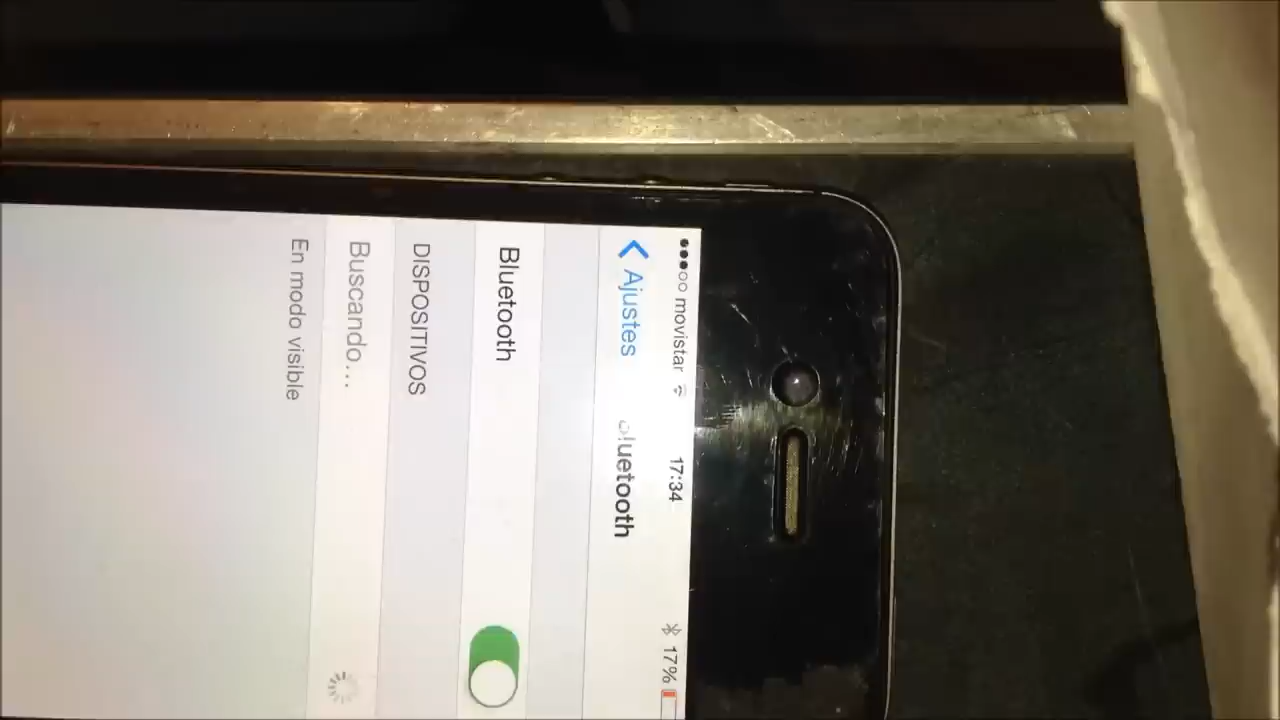 movistar 17:34 17%
Ajustes Bluetooth
Bluetooth
DISPOSITIVOS
Buscando...
En modo visible